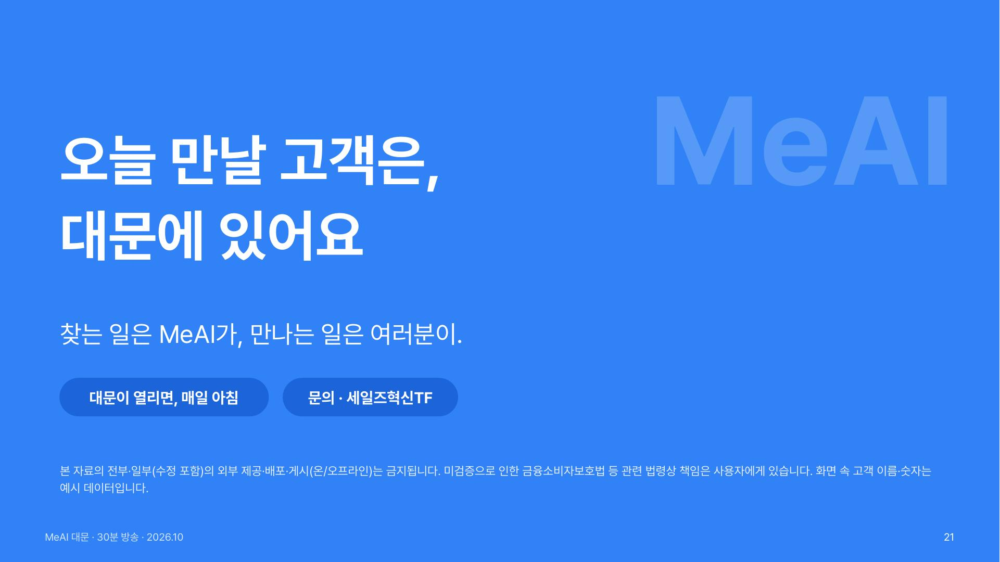 MeAI
오늘 만날 고객은,
대문에 있어요
찾는 일은 MeAI가, 만나는 일은 여러분이.
대문이 열리면, 매일 아침
문의 · 세일즈혁신TF
본 자료의 전부·일부(수정 포함)의 외부 제공·배포·게시(온/오프라인)는 금지됩니다. 미검증으로 인한 금융소비자보호법 등 관련 법령상 책임은 사용자에게 있습니다. 화면 속 고객 이름·숫자는
예시 데이터입니다.
MeAI 대문 · 30분 방송 · 2026.10
21